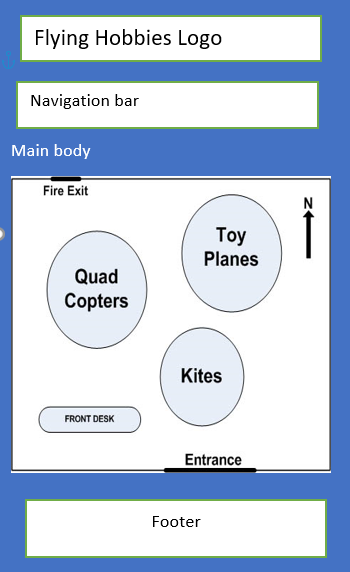 Flying Hobbies Logo
Navigation bar
Main body
Fire Exit
N
Toy
Planes
Quad
Copters
Kites
FRONT DESK
Entrance
Footer